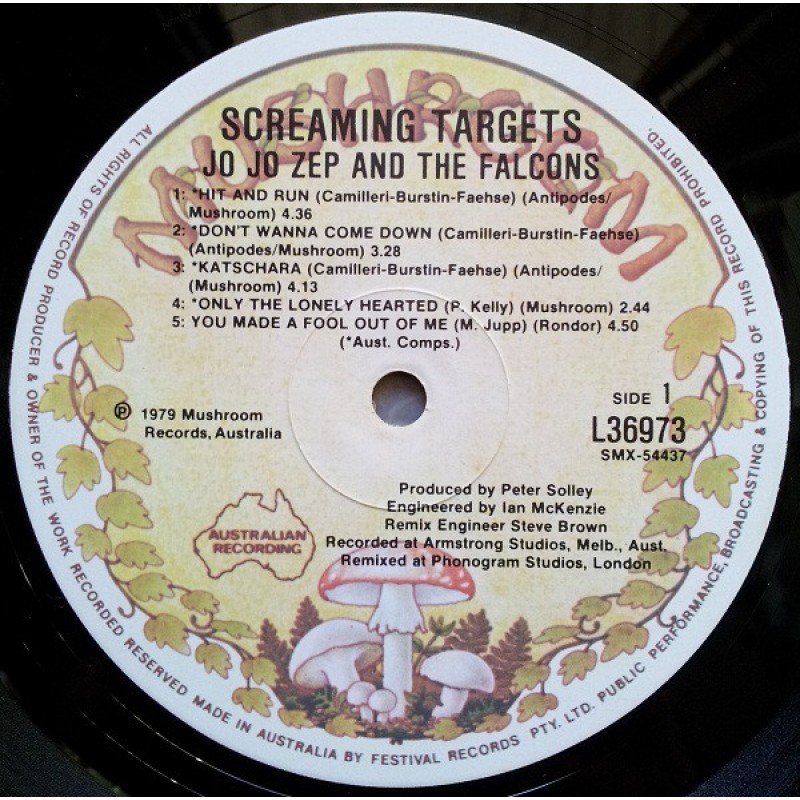 MUSHROOM
SCREAMING TARGETS
JO JO ZEP AND THE FALCONS
1: *HIT AND RUN (Camilleri-Burstin-Faehse) (Antipodes/
Mushroom) 4.36
2: *DON'T WANNA COME DOWN (Camilleri-Burstin-Faehse)
(Antipodes/Mushroom) 3.28
3: *KATSCHARA (Camilleri-Burstin-Faehse) (Antipodes/
(Mushroom) 4.13
4: *ONLY THE LONELY HEARTED (P. Kelly) (Mushroom) 2.44
5: YOU MADE A FOOL OUT OF ME (M. Jupp) (Rondor) 4.50
(*Aust. Comps.)
SIDE 1
Ⓟ 1979 Mushroom
Records, Australia
L36973
SMX-54437
Produced by Peter Solley
Engineered by Ian McKenzie
Remix Engineer Steve Brown
Recorded at Armstrong Studios, Melb., Aust.
Remixed at Phonogram Studios, London
AUSTRALIAN
RECORDING
ALL RIGHTS OF RECORD PRODUCER & OWNER OF THE WORK RECORDED RESERVED MADE IN AUSTRALIA BY FESTIVAL RECORDS PTY. LTD. PUBLIC PERFORMANCE, BROADCASTING & COPYING OF THIS RECORD PROHIBITED.